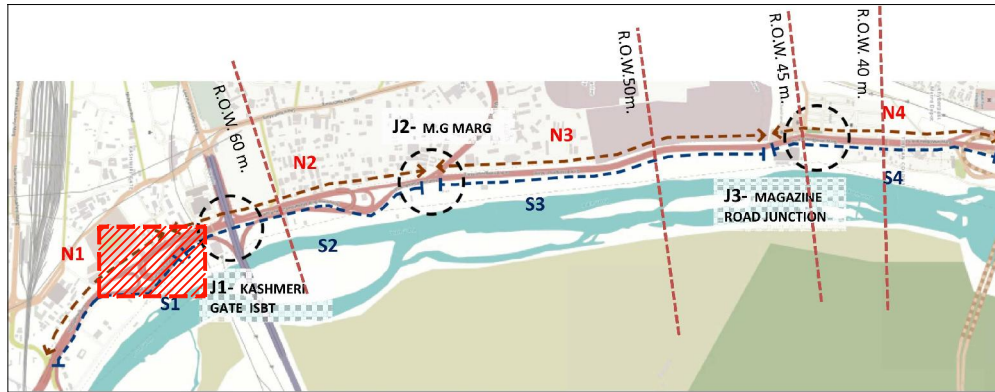 R.O.W. 60 m.
R.O.W.50m.
R.O.W. 45 m.
R.O.W. 40 m.
J2- M.G MARG
N3
N4
N2
S4
J3- MAGAZINE
ROAD JUNCTION
S3
N1
S2
J1- KASHMERI
GATE ISBT
S1